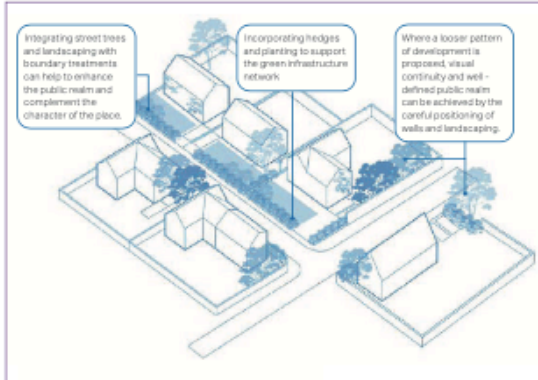 Integrating street trees
and landscaping with
boundary treatments
can help to enhance
the public realm and
complement the
character of the place.
Incorporating hedges
and planting to support
the green infrastructure
network
Where a looser pattern
of development is
proposed, visual
continuity and well -
defined public realm
can be achieved by the
careful positioning of
walls and landscaping.